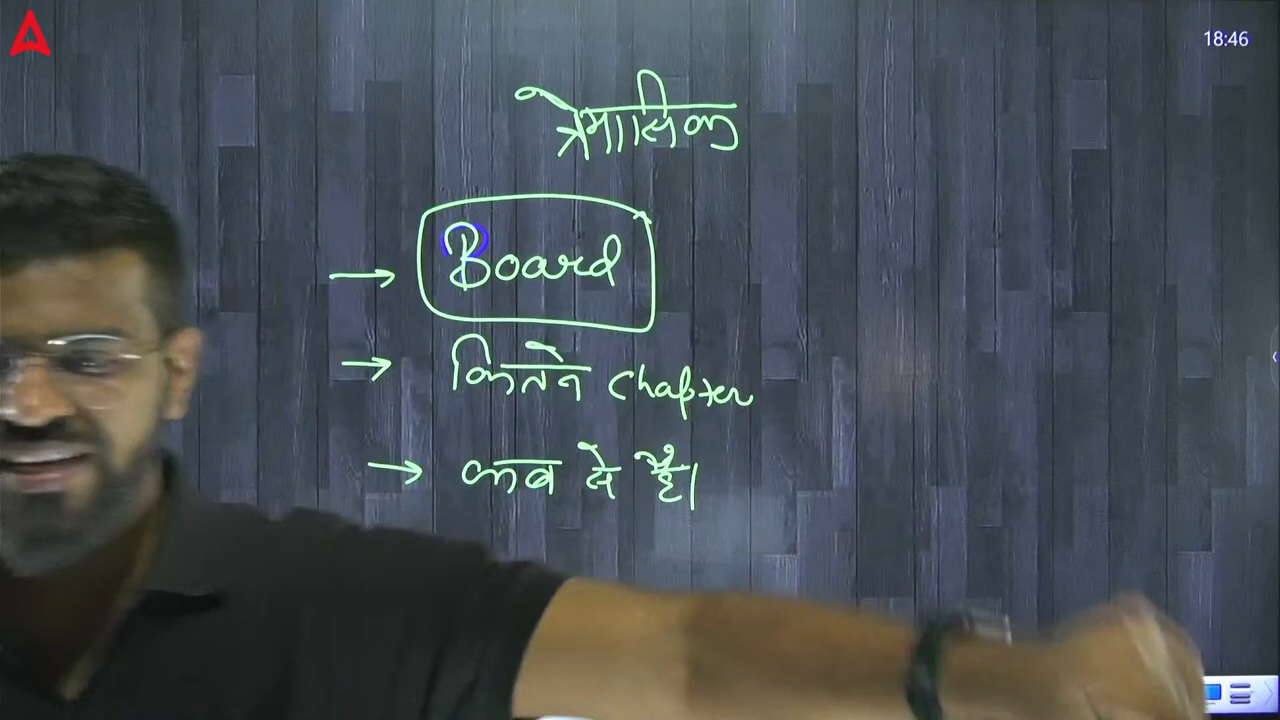 18:46
त्रैमासिक
→ Board
→ कितने chapter
→ कब से है।